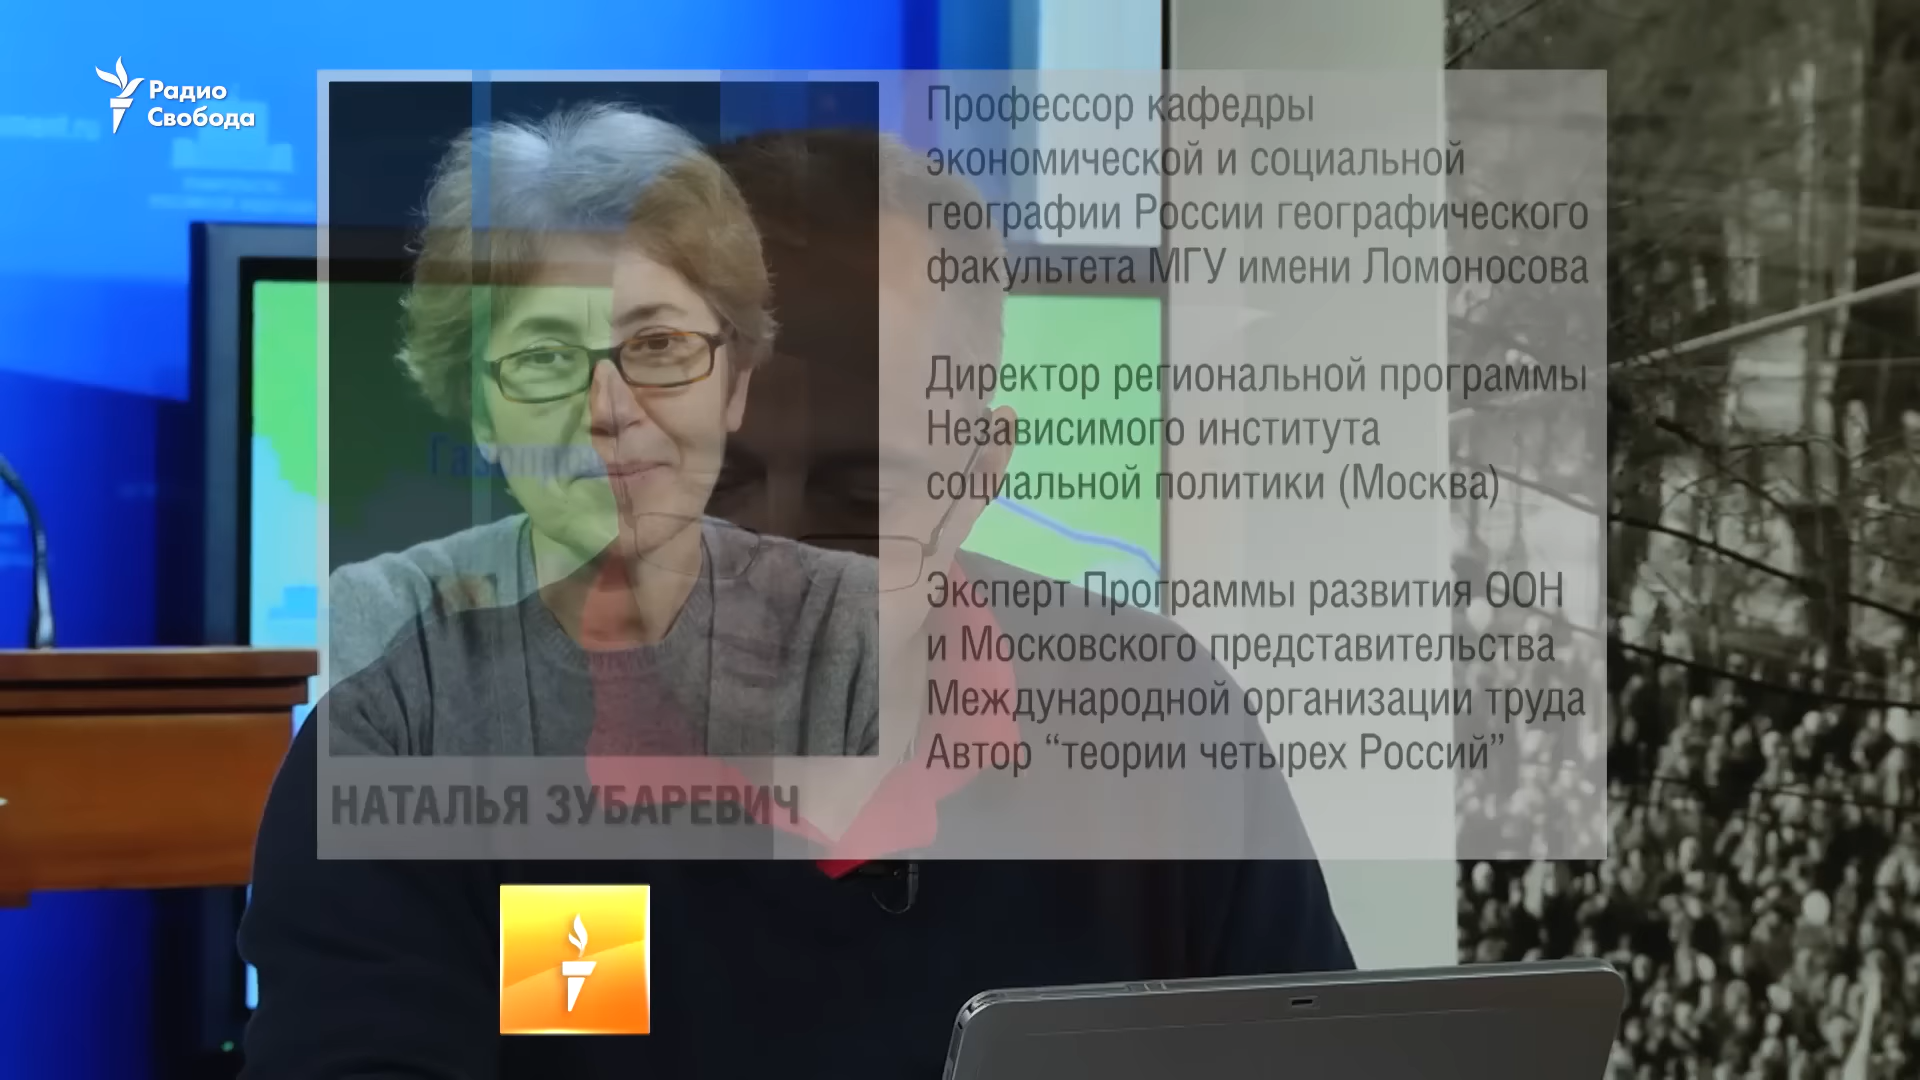 Радио
Свобода
Профессор кафедры
экономической и социальной
географии России географического
факультета МГУ имени Ломоносова
Директор региональной программы
Независимого института
социальной политики (Москва)
Эксперт Программы развития ООН
и Московского представительства
Международной организации труда
Автор “теории четырех Россий”
НАТАЛЬЯ ЗУБАРЕВИЧ